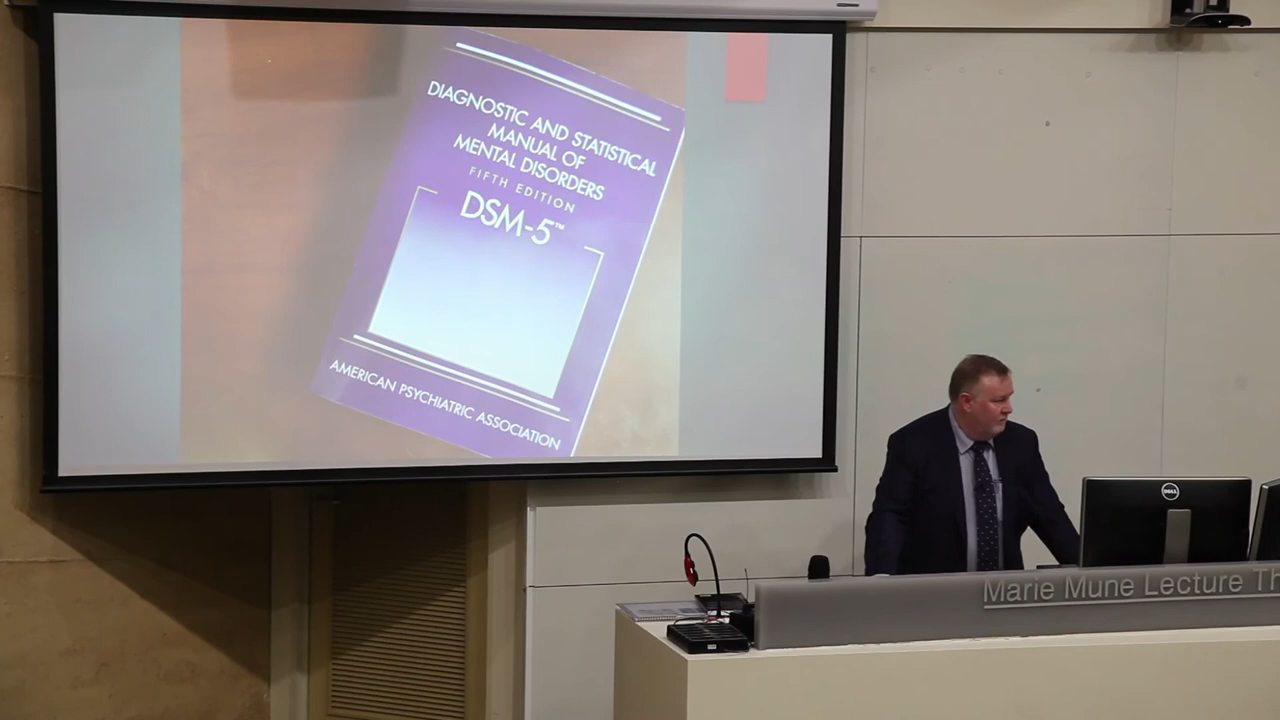 DIAGNOSTIC AND STATISTICAL
MANUAL OF
MENTAL DISORDERS
FIFTH EDITION
DSM-5™
AMERICAN PSYCHIATRIC ASSOCIATION
DELL
Marie Mune Lecture Th